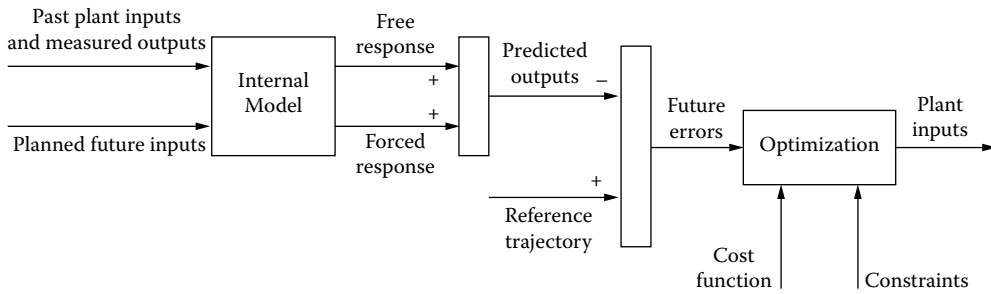 Past plant inputs
and measured outputs
Planned future inputs
Internal
Model
Free
response
+
+
Forced
response
Predicted
outputs
−
+
Reference
trajectory
Future
errors
Optimization
Plant
inputs
Cost
function
Constraints